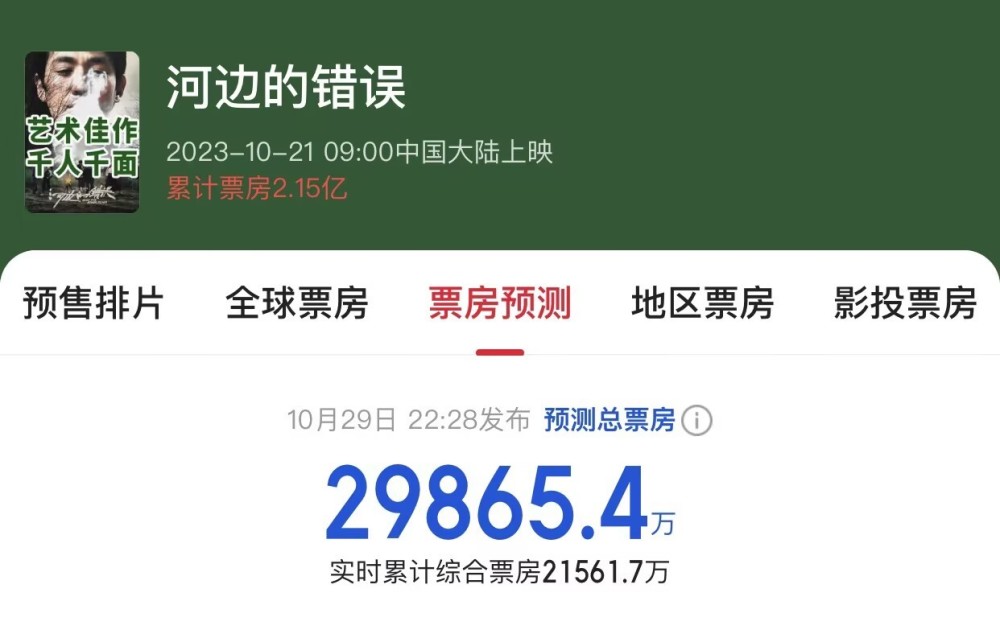 河边的错误
艺术佳作
千人千面
2023-10-21 09:00中国大陆上映
累计票房2.15亿
预售排片 全球票房 票房预测 地区票房 影投票房
10月29日 22:28发布 预测总票房
29865.4万
实时累计综合票房21561.7万